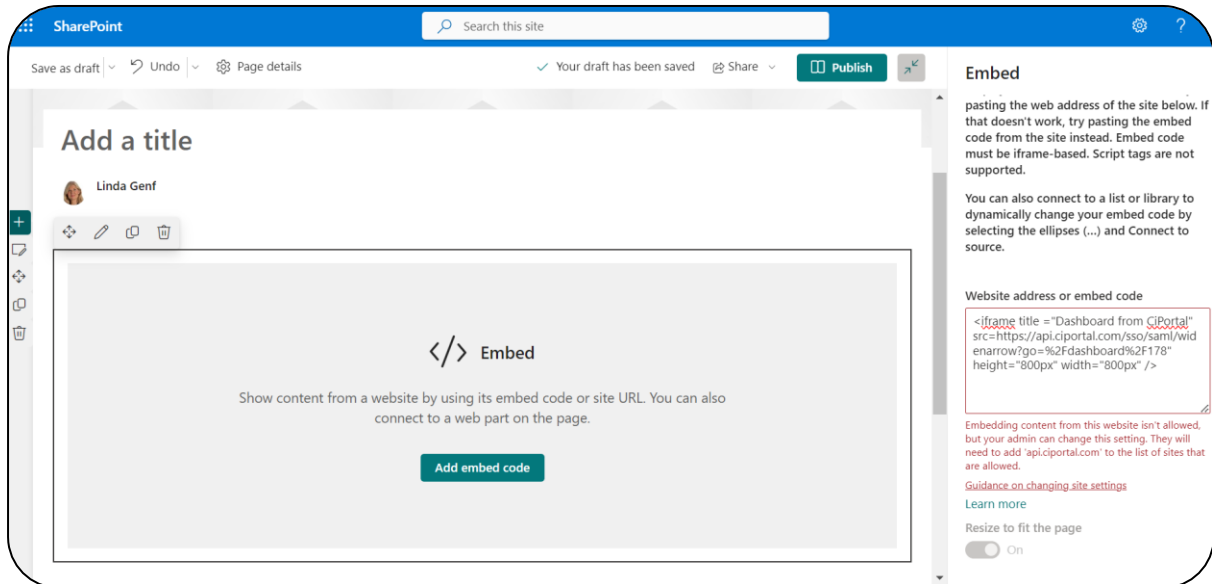 SharePoint
Search this site
?
Save as draft
Undo
Page details
Your draft has been saved
Share
Publish
Embed
pasting the web address of the site below. If
that doesn't work, try pasting the embed
code from the site instead. Embed code
must be iframe-based. Script tags are not
supported.
You can also connect to a list or library to
dynamically change your embed code by
selecting the ellipses (...) and Connect to
source.
Website address or embed code
<iframe title ="Dashboard from CiPortal"
src=https://api.ciportal.com/sso/saml/wid
enarrow?go=%2Fdashboard%2F178"
height="800px" width="800px" />
Embedding content from this website isn't allowed,
but your admin can change this setting. They will
need to add 'api.ciportal.com' to the list of sites that
are allowed.
Guidance on changing site settings
Learn more
Resize to fit the page
On
Add a title
Linda Genf
</> Embed
Show content from a website by using its embed code or site URL. You can also
connect to a web part on the page.
Add embed code